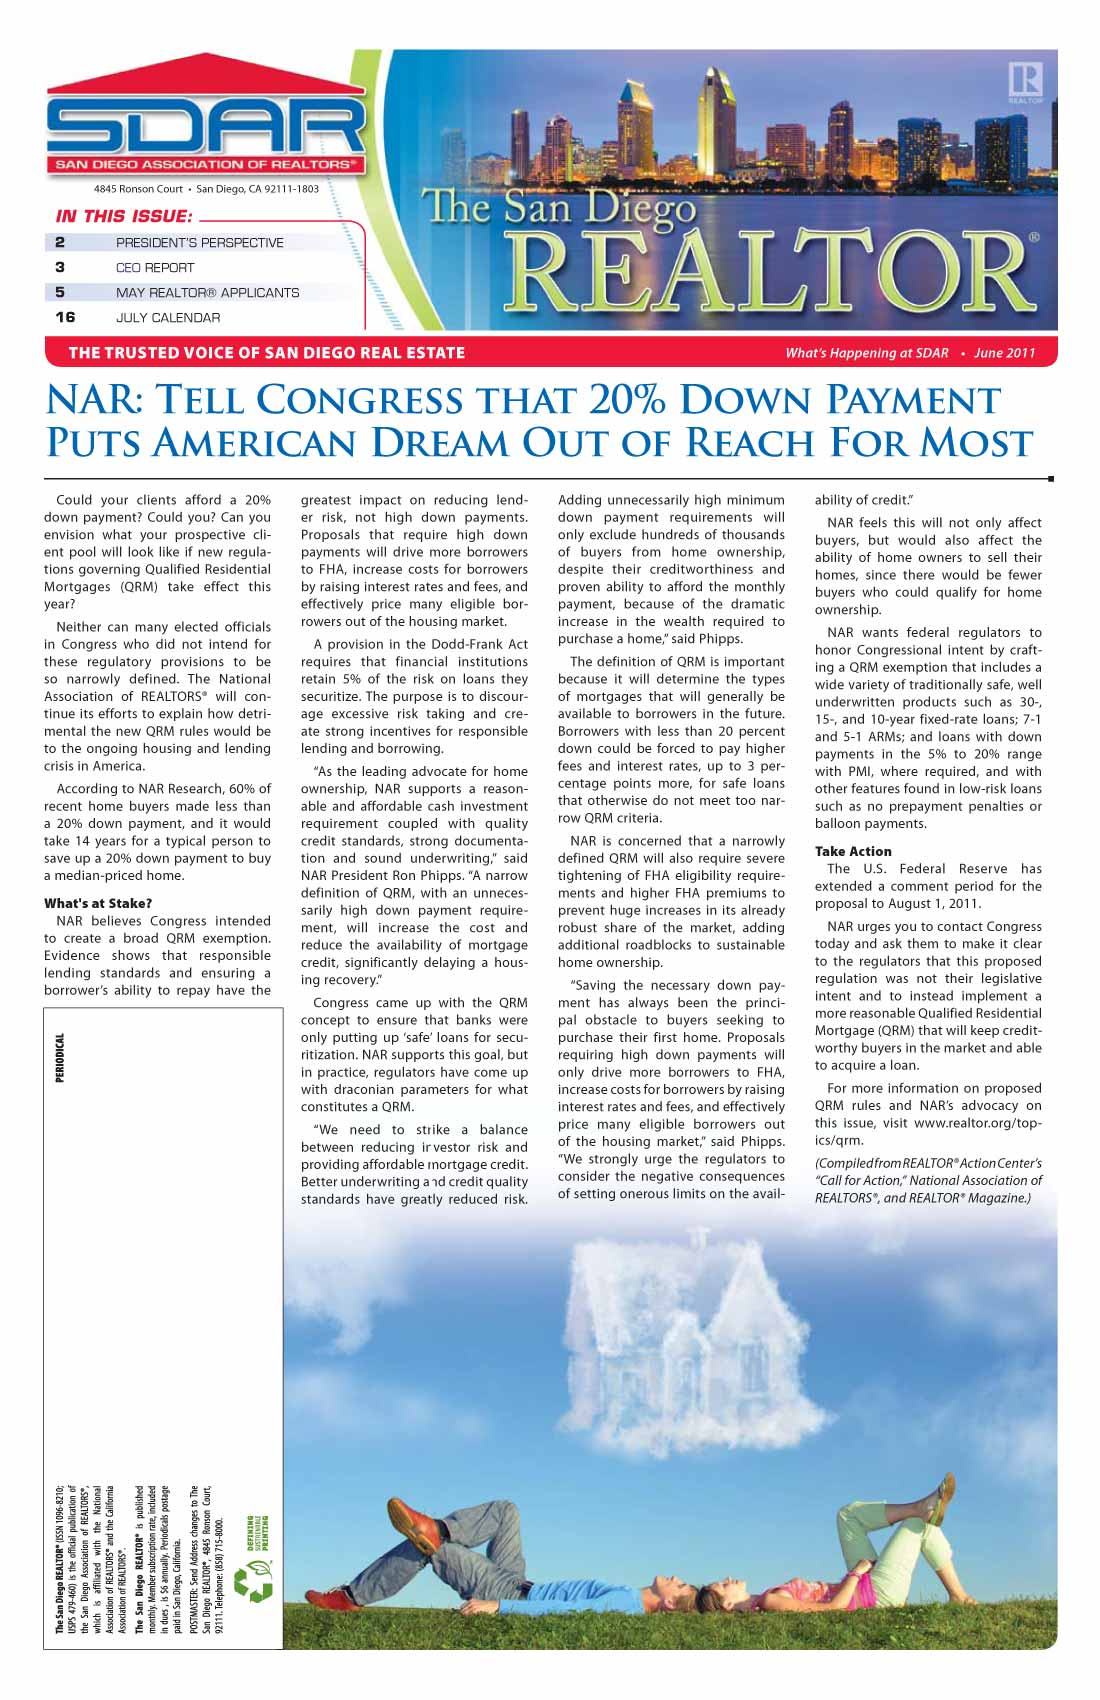 SDAR
SAN DIEGO ASSOCIATION OF REALTORS®
4845 Ronson Court • San Diego, CA 92111-1803
IN THIS ISSUE:
2 PRESIDENT'S PERSPECTIVE
3 CEO REPORT
5 MAY REALTOR® APPLICANTS
16 JULY CALENDAR
R
REALTOR®
The San Diego
REALTOR®
THE TRUSTED VOICE OF SAN DIEGO REAL ESTATE
What's Happening at SDAR • June 2011
NAR: Tell Congress that 20% Down Payment
Puts American Dream Out of Reach For Most
Could your clients afford a 20%
down payment? Could you? Can you
envision what your prospective cli-
ent pool will look like if new regula-
tions governing Qualified Residential
Mortgages (QRM) take effect this
year?
Neither can many elected officials
in Congress who did not intend for
these regulatory provisions to be
so narrowly defined. The National
Association of REALTORS® will con-
tinue its efforts to explain how detri-
mental the new QRM rules would be
to the ongoing housing and lending
crisis in America.
According to NAR Research, 60% of
recent home buyers made less than
a 20% down payment, and it would
take 14 years for a typical person to
save up a 20% down payment to buy
a median-priced home.
What's at Stake?
NAR believes Congress intended
to create a broad QRM exemption.
Evidence shows that responsible
lending standards and ensuring a
borrower's ability to repay have the
greatest impact on reducing lend-
er risk, not high down payments.
Proposals that require high down
payments will drive more borrowers
to FHA, increase costs for borrowers
by raising interest rates and fees, and
effectively price many eligible bor-
rowers out of the housing market.
A provision in the Dodd-Frank Act
requires that financial institutions
retain 5% of the risk on loans they
securitize. The purpose is to discour-
age excessive risk taking and cre-
ate strong incentives for responsible
lending and borrowing.
"As the leading advocate for home
ownership, NAR supports a reason-
able and affordable cash investment
requirement coupled with quality
credit standards, strong documenta-
tion and sound underwriting," said
NAR President Ron Phipps. "A narrow
definition of QRM, with an unneces-
sarily high down payment require-
ment, will increase the cost and
reduce the availability of mortgage
credit, significantly delaying a hous-
ing recovery."
Congress came up with the QRM
concept to ensure that banks were
only putting up 'safe' loans for secu-
ritization. NAR supports this goal, but
in practice, regulators have come up
with draconian parameters for what
constitutes a QRM.
"We need to strike a balance
between reducing investor risk and
providing affordable mortgage credit.
Better underwriting and credit quality
standards have greatly reduced risk.
Adding unnecessarily high minimum
down payment requirements will
only exclude hundreds of thousands
of buyers from home ownership,
despite their creditworthiness and
proven ability to afford the monthly
payment, because of the dramatic
increase in the wealth required to
purchase a home," said Phipps.
The definition of QRM is important
because it will determine the types
of mortgages that will generally be
available to borrowers in the future.
Borrowers with less than 20 percent
down could be forced to pay higher
fees and interest rates, up to 3 per-
centage points more, for safe loans
that otherwise do not meet too nar-
row QRM criteria.
NAR is concerned that a narrowly
defined QRM will also require severe
tightening of FHA eligibility require-
ments and higher FHA premiums to
prevent huge increases in its already
robust share of the market, adding
additional roadblocks to sustainable
home ownership.
"Saving the necessary down pay-
ment has always been the princi-
pal obstacle to buyers seeking to
purchase their first home. Proposals
requiring high down payments will
only drive more borrowers to FHA,
increase costs for borrowers by raising
interest rates and fees, and effectively
price many eligible borrowers out
of the housing market," said Phipps.
"We strongly urge the regulators to
consider the negative consequences
of setting onerous limits on the avail-
ability of credit."
NAR feels this will not only affect
buyers, but would also affect the
ability of home owners to sell their
homes, since there would be fewer
buyers who could qualify for home
ownership.
NAR wants federal regulators to
honor Congressional intent by craft-
ing a QRM exemption that includes a
wide variety of traditionally safe, well
underwritten products such as 30-,
15-, and 10-year fixed-rate loans; 7-1
and 5-1 ARMs; and loans with down
payments in the 5% to 20% range
with PMI, where required, and with
other features found in low-risk loans
such as no prepayment penalties or
balloon payments.
Take Action
The U.S. Federal Reserve has
extended a comment period for the
proposal to August 1, 2011.
NAR urges you to contact Congress
today and ask them to make it clear
to the regulators that this proposed
regulation was not their legislative
intent and to instead implement a
more reasonable Qualified Residential
Mortgage (QRM) that will keep credit-
worthy buyers in the market and able
to acquire a loan.
For more information on proposed
QRM rules and NAR's advocacy on
this issue, visit www.realtor.org/top-
ics/qrm.
(Compiled from REALTOR® Action Center's
"Call for Action," National Association of
REALTORS®, and REALTOR® Magazine.)
PERIODICAL
The San Diego REALTOR® (ISSN 1096-8210;
USPS 479-460) is the official publication of
the San Diego Association of REALTORS®,
which is affiliated with the National
Association of REALTORS® and the California
Association of REALTORS®.
The San Diego REALTOR® is published
monthly. Member subscription rate, included
in dues , is $6 annually. Periodicals postage
paid in San Diego, California.
POSTMASTER: Send Address changes to The
San Diego REALTOR®, 4845 Ronson Court,
92111. Telephone: (858) 715-8000.
DEFINING
SUSTAINABLE
PRINTING